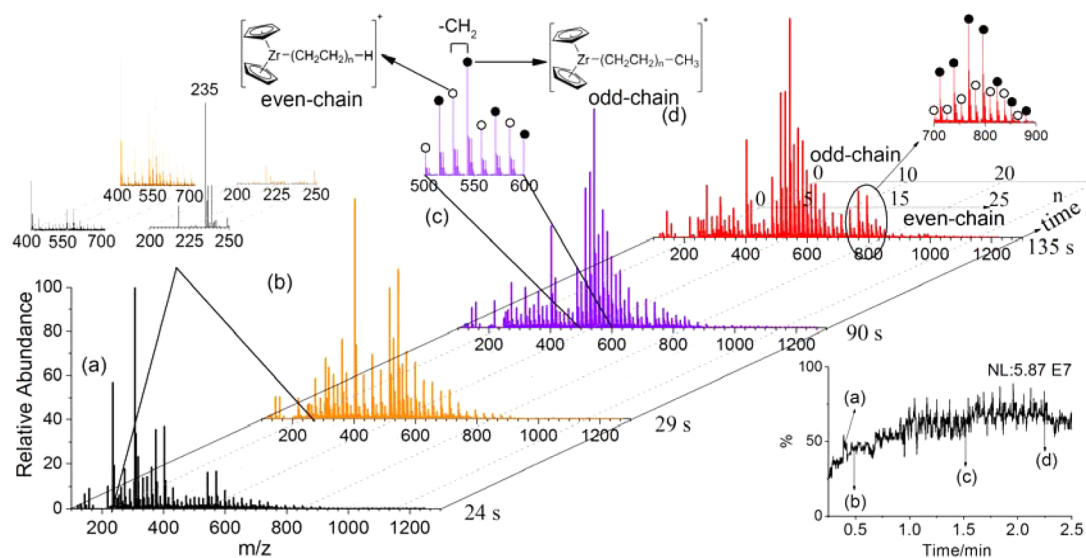 [Zr-(CH₂CH₂)ₙ-H]⁺
even-chain
-CH₂
[Zr-(CH₂CH₂)ₙ-CH₃]⁺
odd-chain
235
400 550 700
200 225 250
400 550 700
200 225 250
500 550 600
700 800 900
(d)
odd-chain
0 10 20
0 5 15 25 n
even-chain
time
200 400 600 800 1000 1200
135 s
(c)
200 400 600 800 1000 1200
90 s
(b)
200 400 600 800 1000 1200
29 s
(a)
Relative Abundance
100
80
60
40
20
0
200 400 600 800 1000 1200
24 s
m/z
NL:5.87 E7
%
100
50
0
(a)
(b)
(c)
(d)
0.5 1.0 1.5 2.0 2.5
Time/min